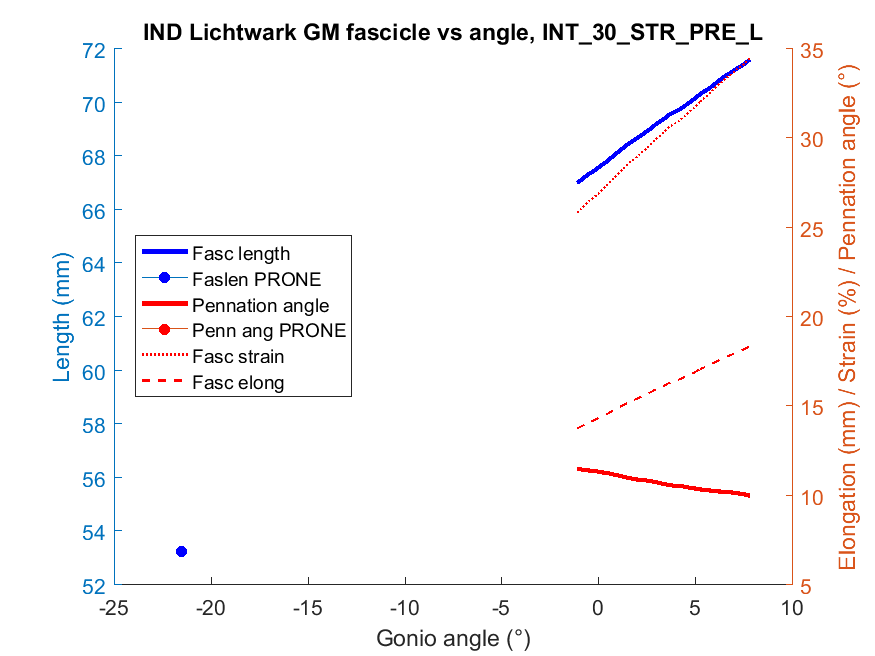 IND Lichtwark GM fascicle vs angle, INT_30_STR_PRE_L
72
70
68
66
64
62
60
58
56
54
52
Length (mm)
Fasc length
Faslen PRONE
Pennation angle
Penn ang PRONE
Fasc strain
Fasc elong
35
30
25
20
15
10
5
Elongation (mm) / Strain (%) / Pennation angle (°)
-25 -20 -15 -10 -5 0 5 10
Gonio angle (°)